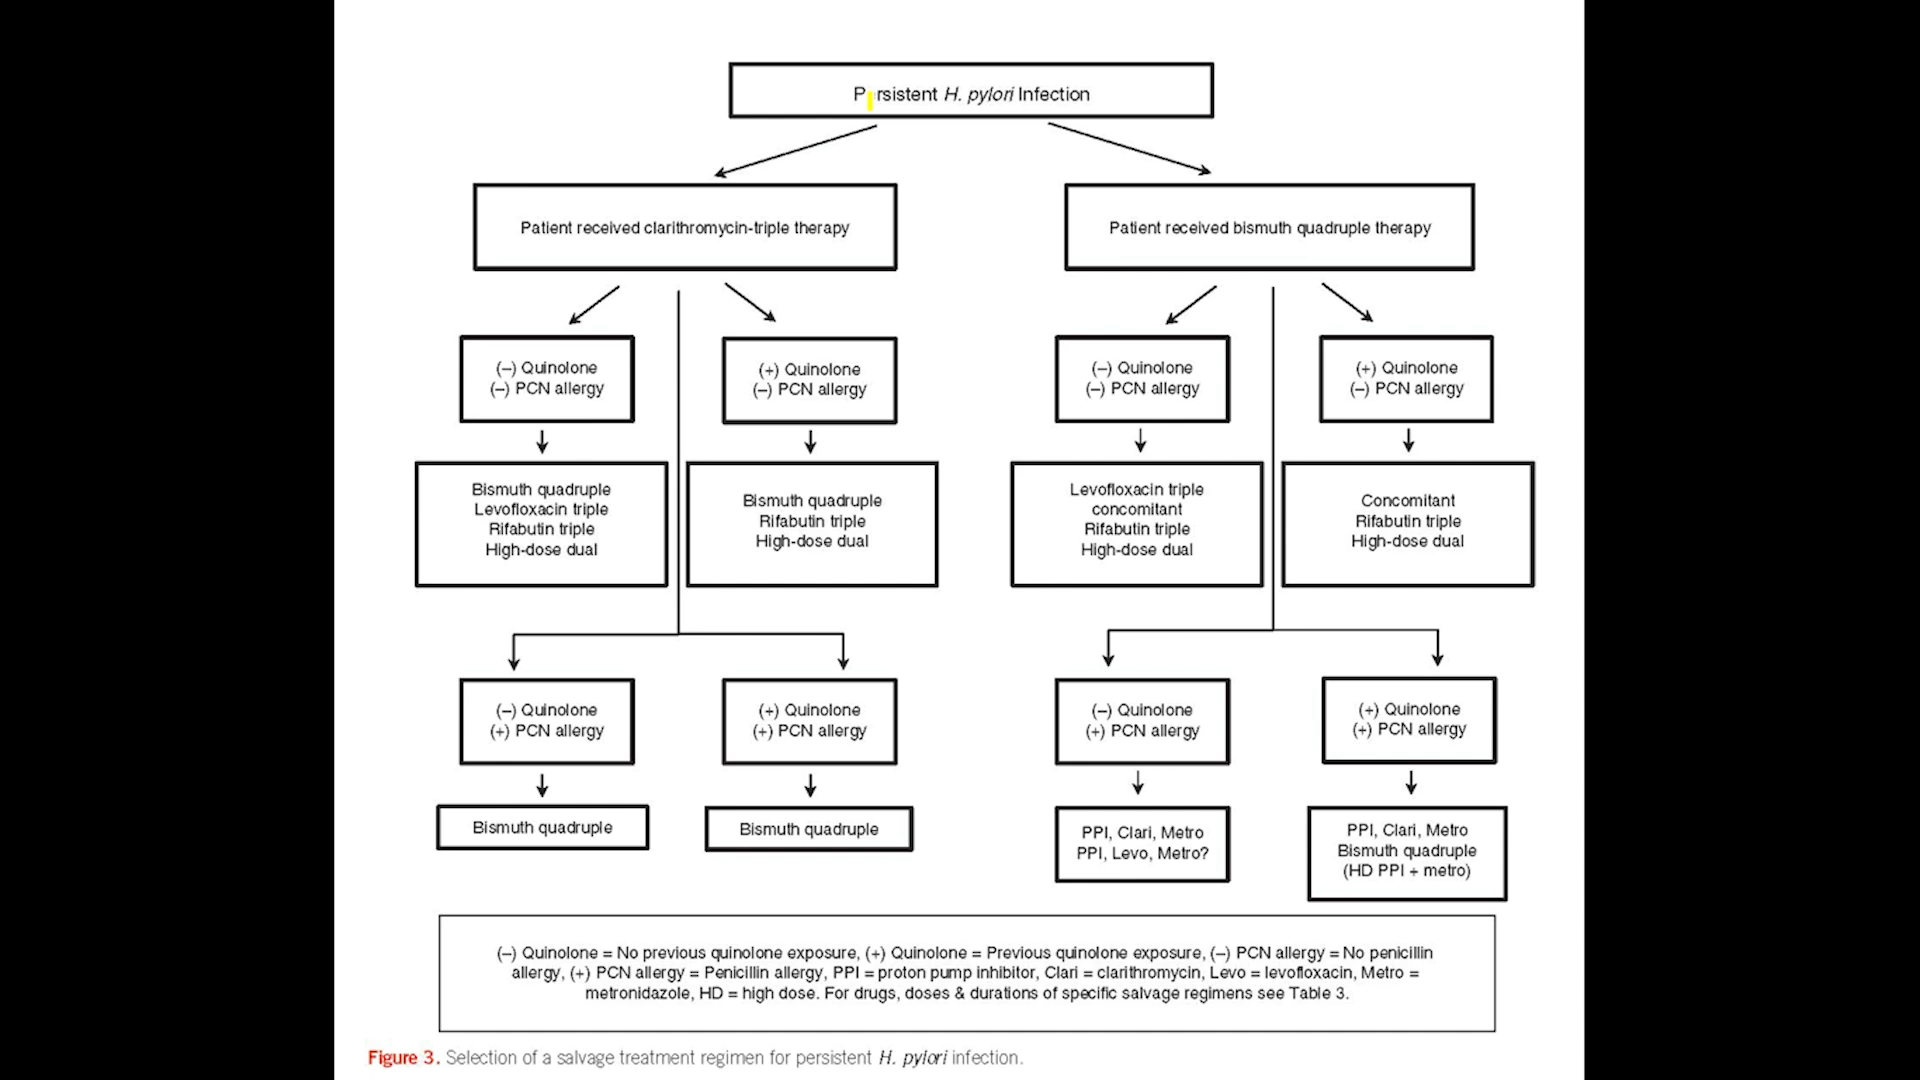 Persistent H. pylori Infection
Patient received clarithromycin-triple therapy
Patient received bismuth quadruple therapy
(–) Quinolone
(–) PCN allergy
(+) Quinolone
(–) PCN allergy
(–) Quinolone
(–) PCN allergy
(+) Quinolone
(–) PCN allergy
Bismuth quadruple
Levofloxacin triple
Rifabutin triple
High-dose dual
Bismuth quadruple
Rifabutin triple
High-dose dual
Levofloxacin triple
concomitant
Rifabutin triple
High-dose dual
Concomitant
Rifabutin triple
High-dose dual
(–) Quinolone
(+) PCN allergy
(+) Quinolone
(+) PCN allergy
(–) Quinolone
(+) PCN allergy
(+) Quinolone
(+) PCN allergy
Bismuth quadruple
Bismuth quadruple
PPI, Clari, Metro
PPI, Levo, Metro?
PPI, Clari, Metro
Bismuth quadruple
(HD PPI + metro)
(–) Quinolone = No previous quinolone exposure, (+) Quinolone = Previous quinolone exposure, (–) PCN allergy = No penicillin
allergy, (+) PCN allergy = Penicillin allergy, PPI = proton pump inhibitor, Clari = clarithromycin, Levo = levofloxacin, Metro =
metronidazole, HD = high dose. For drugs, doses & durations of specific salvage regimens see Table 3.
Figure 3. Selection of a salvage treatment regimen for persistent H. pylori infection.